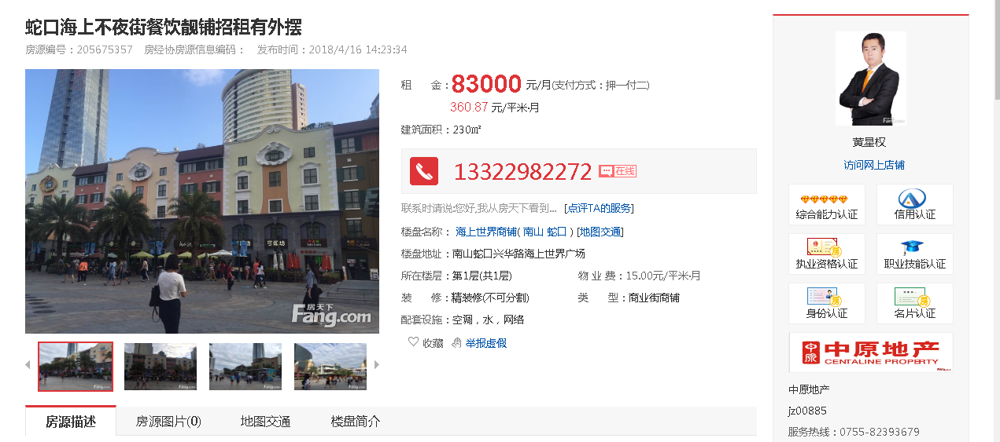 蛇口海上不夜街餐饮靓铺招租有外摆
房源编号：205675357 房经协房源信息编码： 发布时间：2018/4/16 14:23:34
租 金：83000 元/月(支付方式：押一付二)
360.87 元/平米·月
建筑面积：230㎡
13322982272 在线
联系时请说:您好,我从房天下看到... [点评TA的服务]
楼盘名称： 海上世界商铺( 南山 蛇口 ) [地图交通]
楼盘地址：南山蛇口兴华路海上世界广场
所在楼层：第1层(共1层) 物 业 费：15.00元/平米·月
装 修：精装修(不可分割) 类 型：商业街商铺
配套设施：空调，水，网络
收藏 举报虚假
房天下
Fang.com
房源描述 房源图片(0) 地图交通 楼盘简介
黄星权
访问网上店铺
综合能力认证 信用认证
执业资格认证 职业技能认证
身份认证 名片认证
中原 中原地产
CENTALINE PROPERTY
中原地产
jz00885
服务热线：0755-82393679